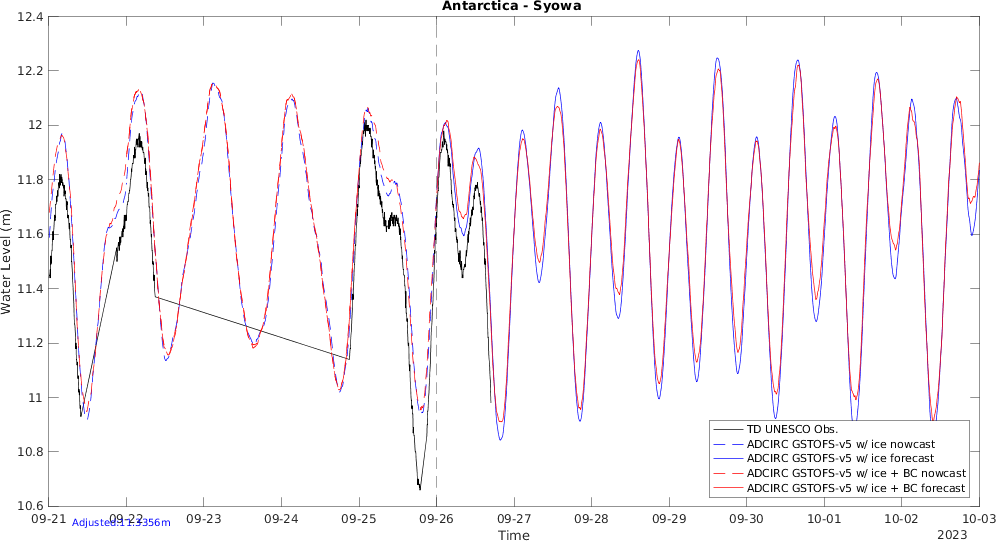 Antarctica - Syowa
12.4
12.2
12
11.8
11.6
11.4
11.2
11
10.8
10.6
Water Level (m)
TD UNESCO Obs.
ADCIRC GSTOFS-v5 w/ ice nowcast
ADCIRC GSTOFS-v5 w/ ice forecast
ADCIRC GSTOFS-v5 w/ ice + BC nowcast
ADCIRC GSTOFS-v5 w/ ice + BC forecast
09-21 09-22 09-23 09-24 09-25 09-26 09-27 09-28 09-29 09-30 10-01 10-02 10-03
Adjusted:11.3356m
Time
2023